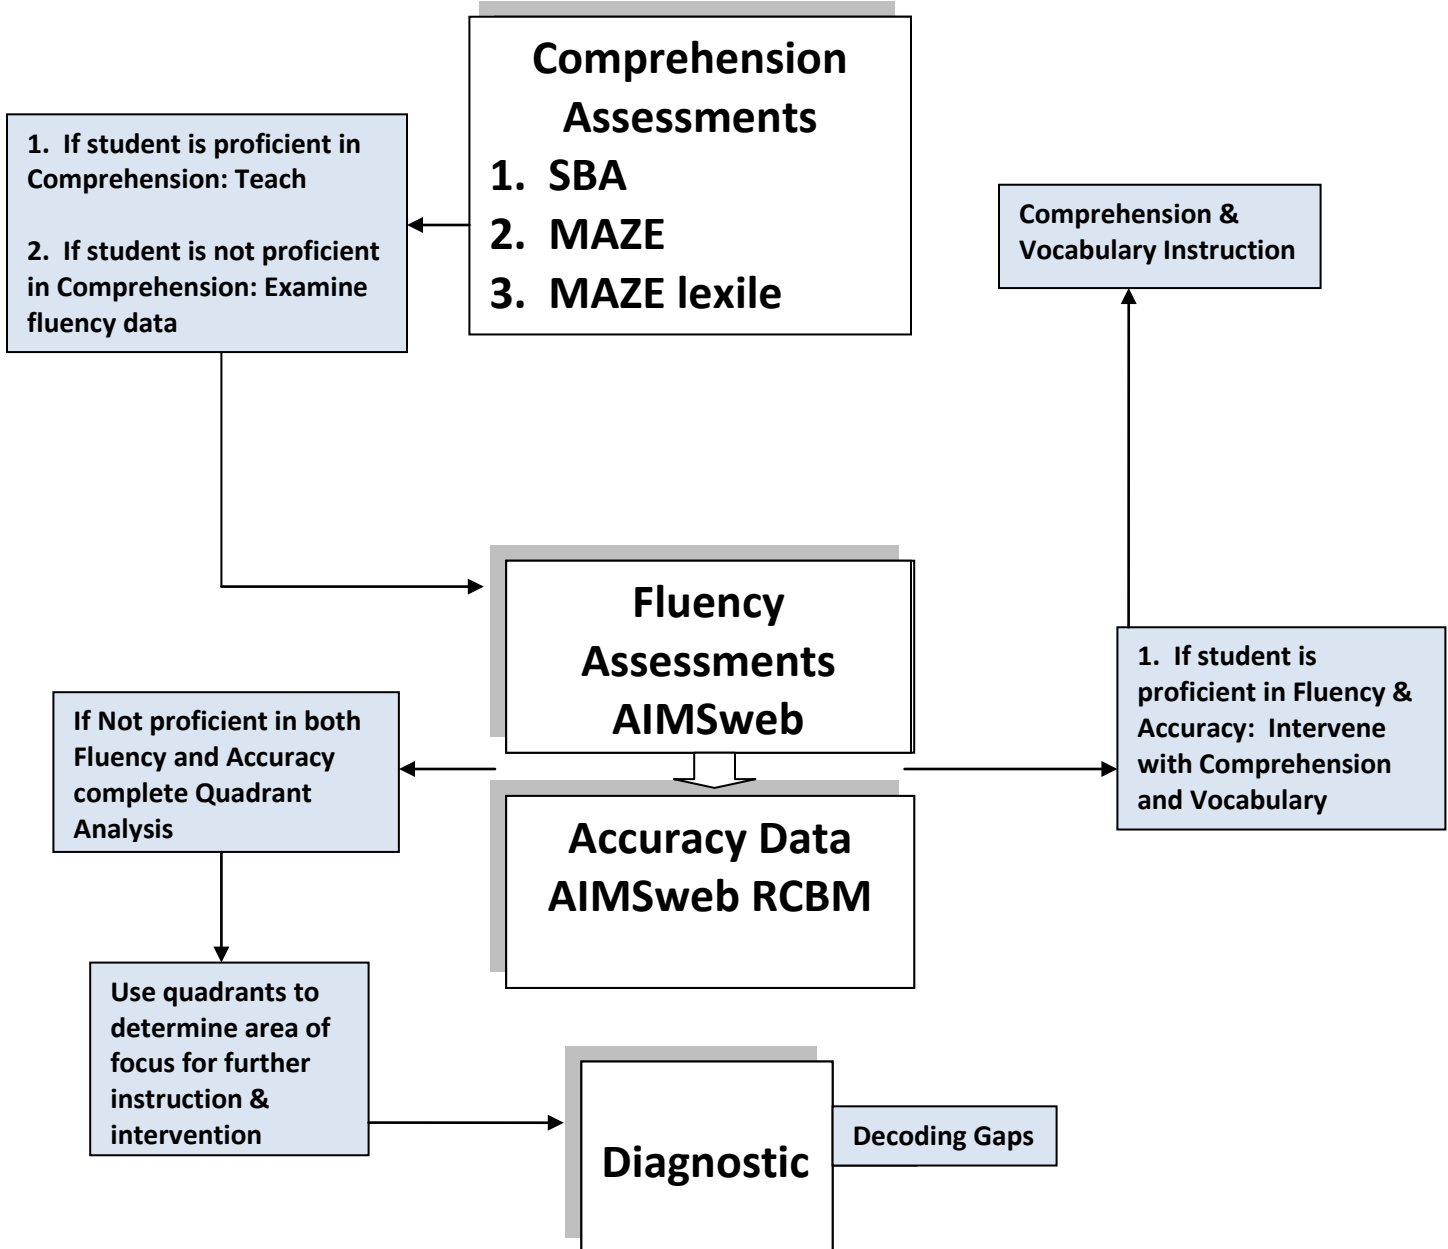 Comprehension
Assessments
1. SBA
2. MAZE
3. MAZE lexile
1. If student is proficient in
Comprehension: Teach
2. If student is not proficient
in Comprehension: Examine
fluency data
Comprehension &
Vocabulary Instruction
Fluency
Assessments
AIMSweb
1. If student is
proficient in Fluency &
Accuracy: Intervene
with Comprehension
and Vocabulary
If Not proficient in both
Fluency and Accuracy
complete Quadrant
Analysis
Accuracy Data
AIMSweb RCBM
Use quadrants to
determine area of
focus for further
instruction &
intervention
Diagnostic
Decoding Gaps